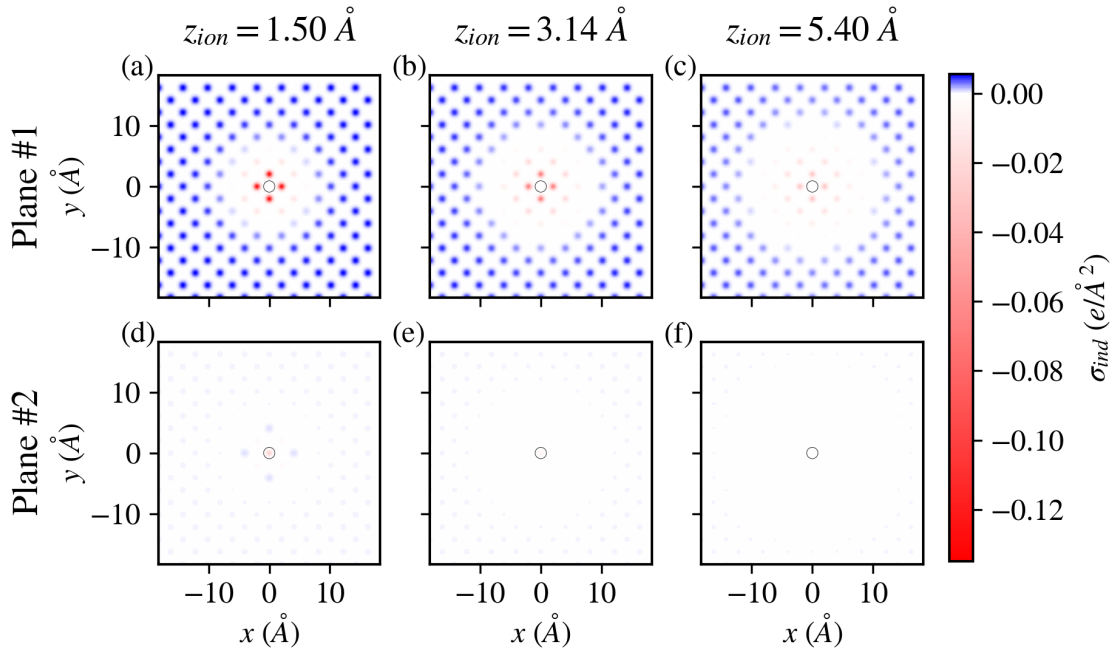 z_ion = 1.50 Å z_ion = 3.14 Å z_ion = 5.40 Å
(a) (b) (c)
Plane #1
y (Å)
10
0
−10
(d) (e) (f)
Plane #2
y (Å)
10
0
−10
−10 0 10 −10 0 10 −10 0 10
x (Å) x (Å) x (Å)
0.00
−0.02
−0.04
−0.06
−0.08
−0.10
−0.12
σ_ind (e/Å²)